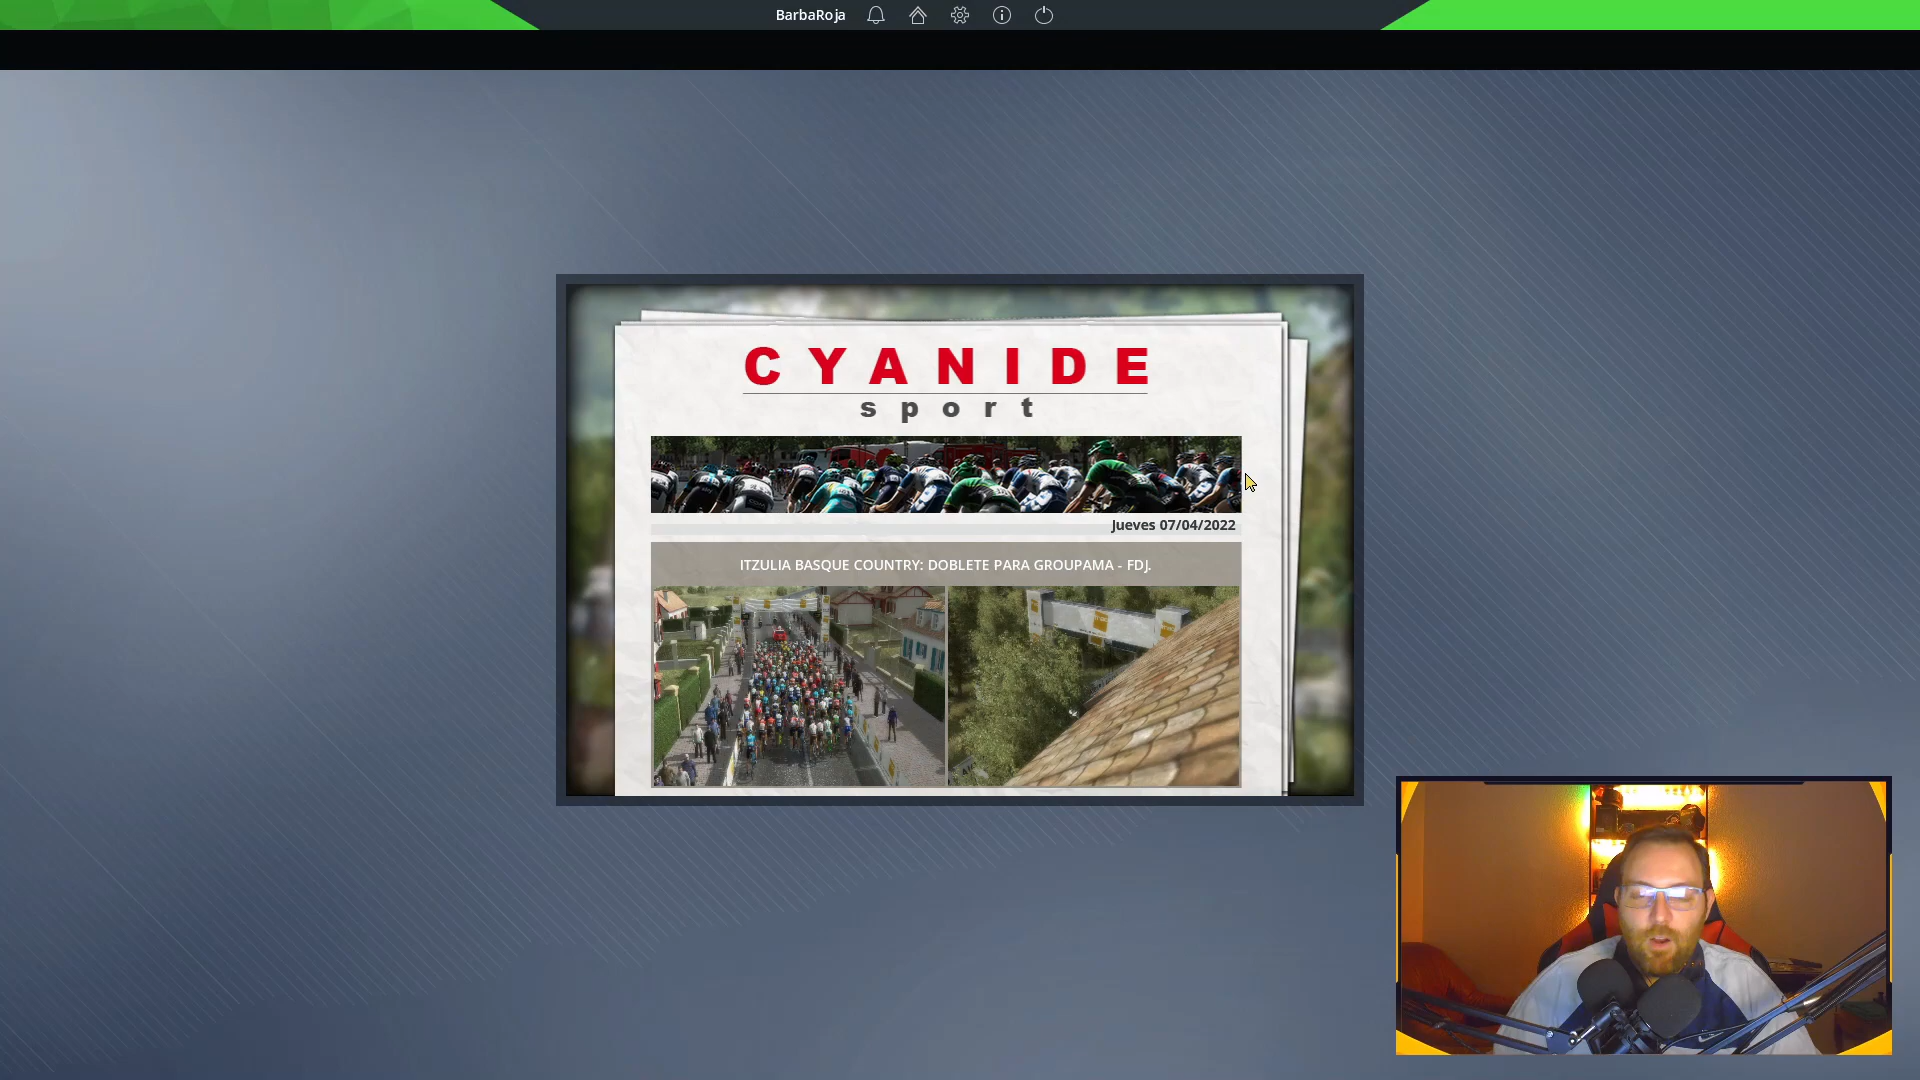 BarbaRoja
CYANIDE
sport
Jueves 07/04/2022
ITZULIA BASQUE COUNTRY: DOBLETE PARA GROUPAMA - FDJ.